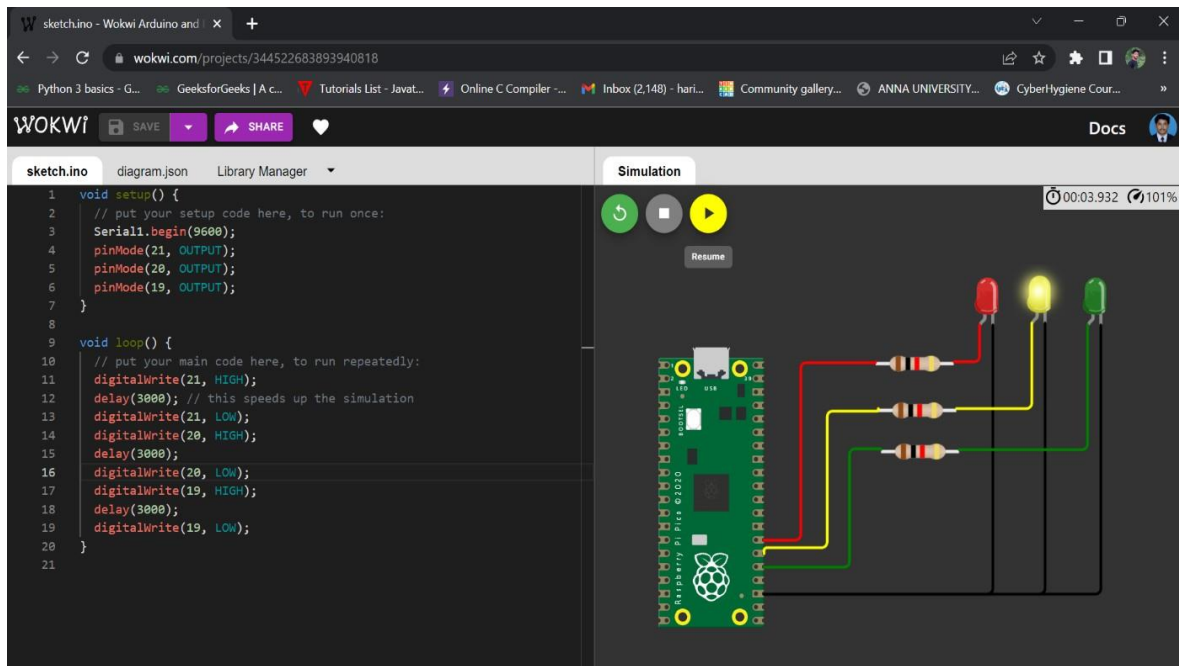 sketch.ino - Wokwi Arduino and
wokwi.com/projects/344522683893940818
Python 3 basics - G... GeeksforGeeks | A c... Tutorials List - Javat... Online C Compiler -... Inbox (2,148) - hari... Community gallery... ANNA UNIVERSITY... CyberHygiene Cour... »
WOKWI SAVE SHARE Docs
sketch.ino diagram.json Library Manager Simulation
1 void setup() {
2 // put your setup code here, to run once:
3 Serial1.begin(9600);
4 pinMode(21, OUTPUT);
5 pinMode(20, OUTPUT);
6 pinMode(19, OUTPUT);
7 }
8
9 void loop() {
10 // put your main code here, to run repeatedly:
11 digitalWrite(21, HIGH);
12 delay(3000); // this speeds up the simulation
13 digitalWrite(21, LOW);
14 digitalWrite(20, HIGH);
15 delay(3000);
16 digitalWrite(20, LOW);
17 digitalWrite(19, HIGH);
18 delay(3000);
19 digitalWrite(19, LOW);
20 }
21
00:03.932 101%
Resume
LED USB
BOOTSEL
Raspberry Pi Pico ©2020